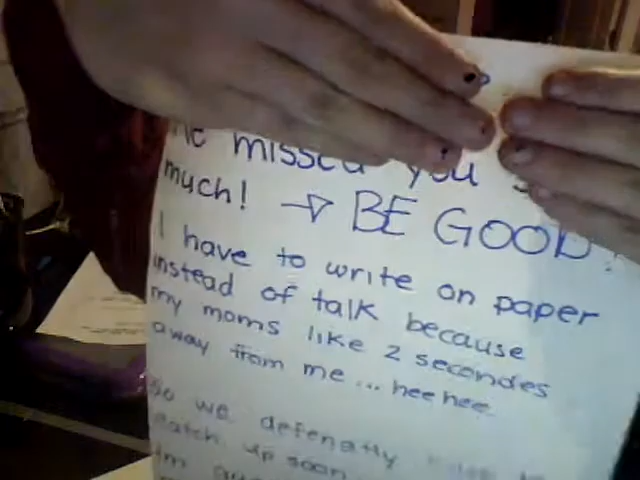 missed you
much! → BE GOOD!
I have to write on paper
instead of talk because
my moms like 2 secondes
away from me... hee hee
So we defenatly
catch up soon